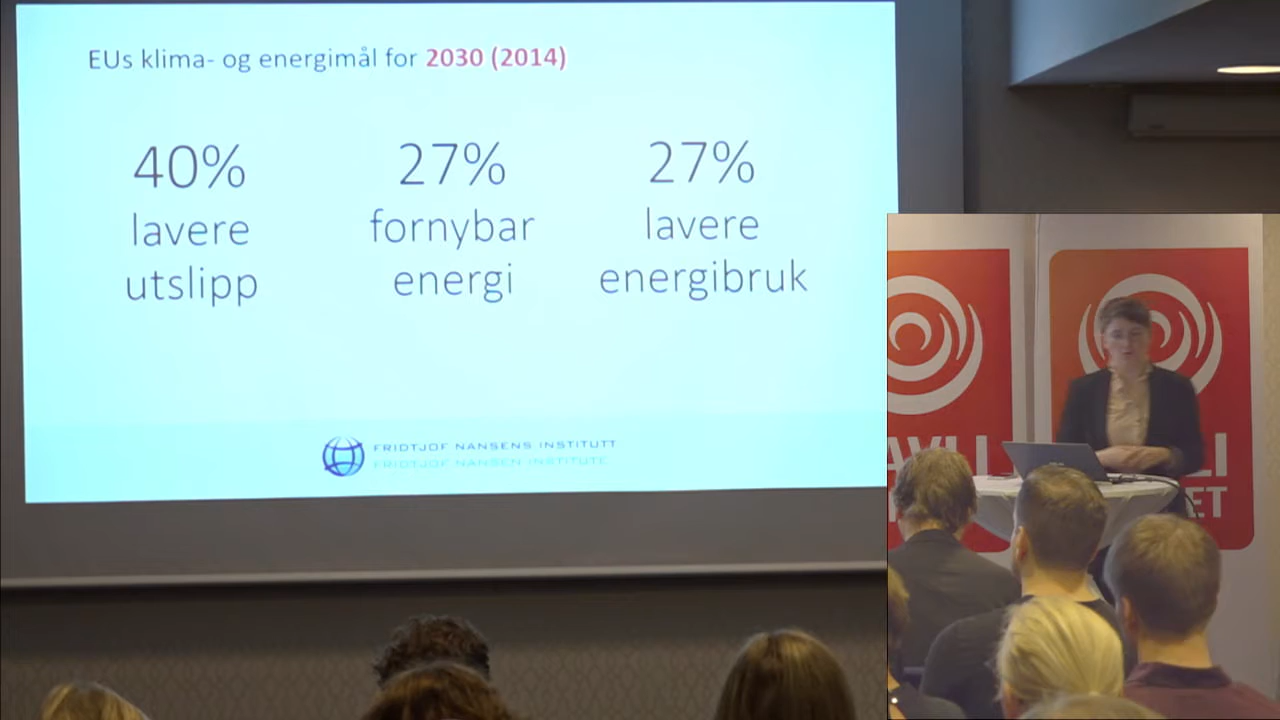 EUs klima- og energimål for 2030 (2014)
40%
lavere
utslipp
27%
fornybar
energi
27%
lavere
energibruk
FRIDTJOF NANSENS INSTITUTT
FRIDTJOF NANSEN INSTITUTE